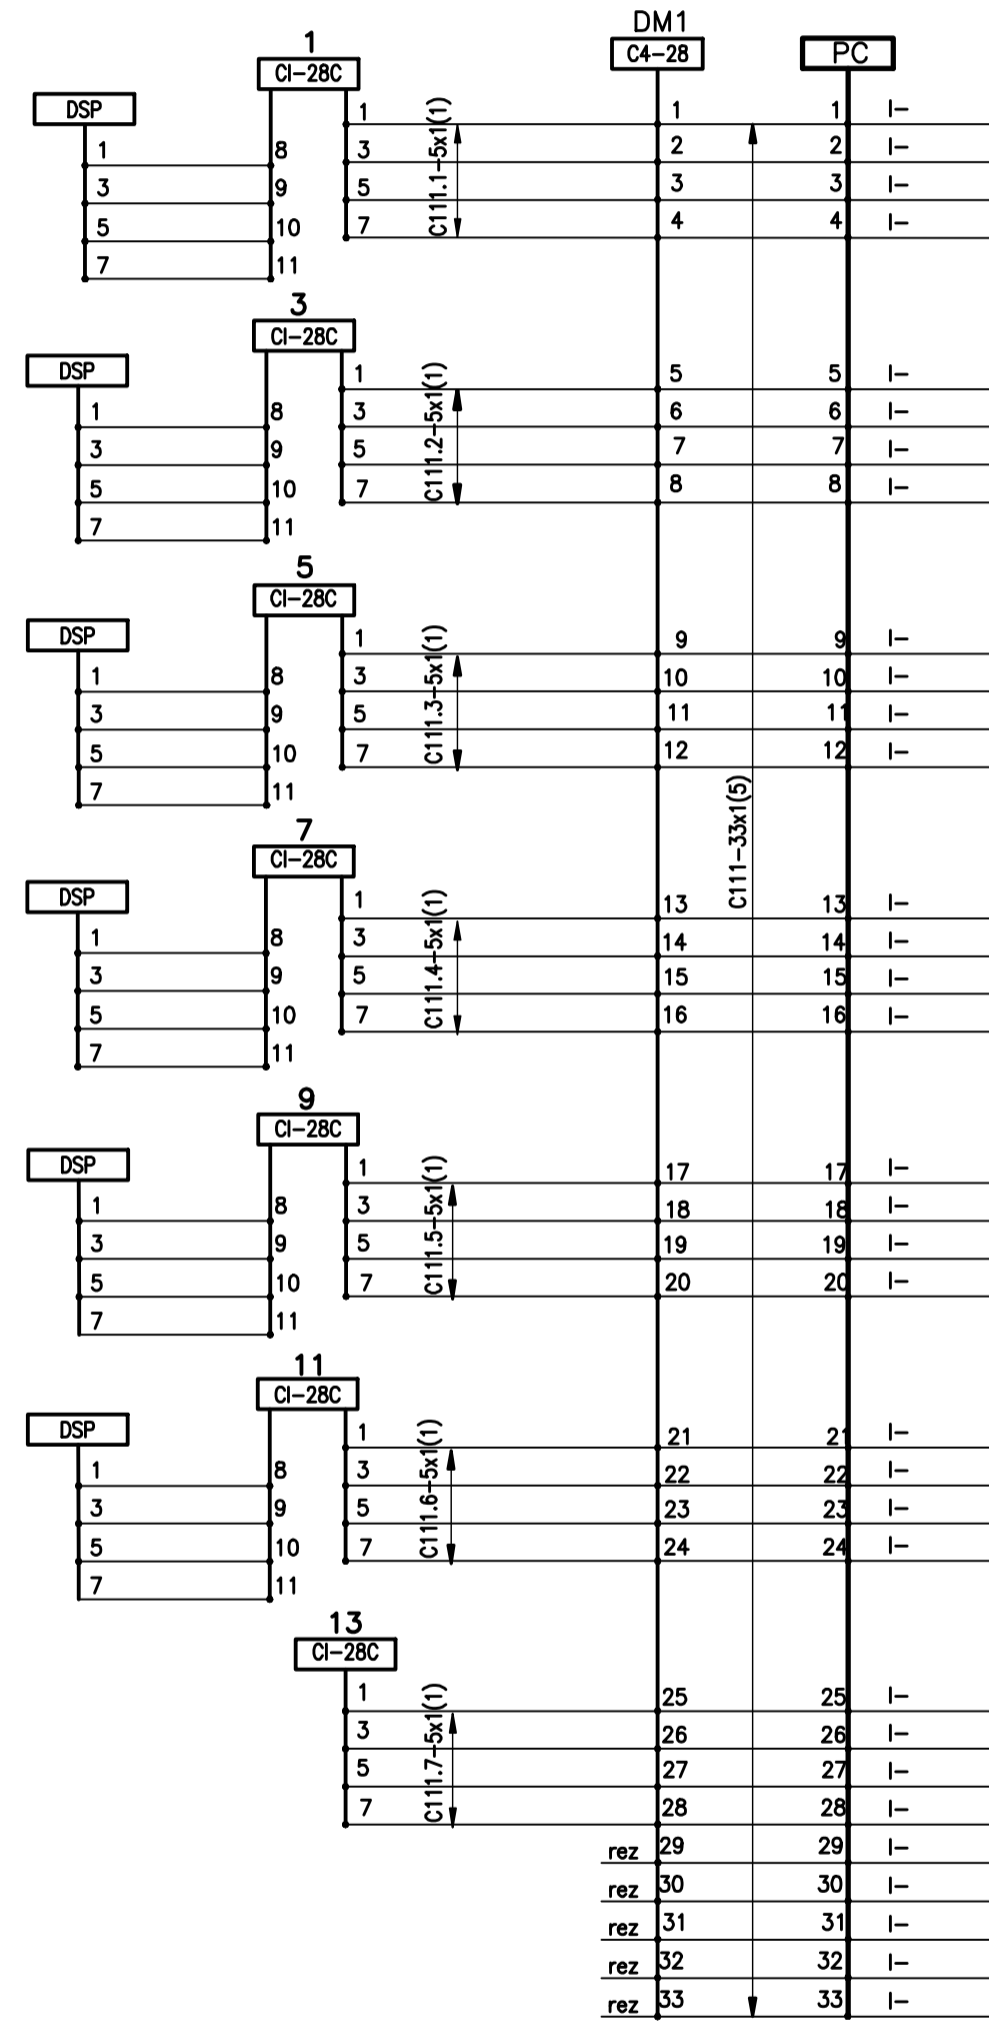 DM1
1 C4-28 PC
CI-28C
DSP
1 1 1 I-
1 8 3 2 2 I-
3 9 5 3 3 I-
5 10 7 4 4 I-
7 11
C111.1-5x1(1)
3
CI-28C
DSP
1 5 5 I-
1 8 3 6 6 I-
3 9 5 7 7 I-
5 10 7 8 8 I-
7 11
C111.2-5x1(1)
5
CI-28C
DSP
1 9 9 I-
1 8 3 10 10 I-
3 9 5 11 11 I-
5 10 7 12 12 I-
7 11
C111.3-5x1(1)
C111-33x1(5)
7
CI-28C
DSP
1 13 13 I-
1 8 3 14 14 I-
3 9 5 15 15 I-
5 10 7 16 16 I-
7 11
C111.4-5x1(1)
9
CI-28C
DSP
1 17 17 I-
1 8 3 18 18 I-
3 9 5 19 19 I-
5 10 7 20 20 I-
7 11
C111.5-5x1(1)
11
CI-28C
DSP
1 21 21 I-
1 8 3 22 22 I-
3 9 5 23 23 I-
5 10 7 24 24 I-
7 11
C111.6-5x1(1)
13
CI-28C
1 25 25 I-
3 26 26 I-
5 27 27 I-
7 28 28 I-
C111.7-5x1(1)
rez 29 29 I-
rez 30 30 I-
rez 31 31 I-
rez 32 32 I-
rez 33 33 I-